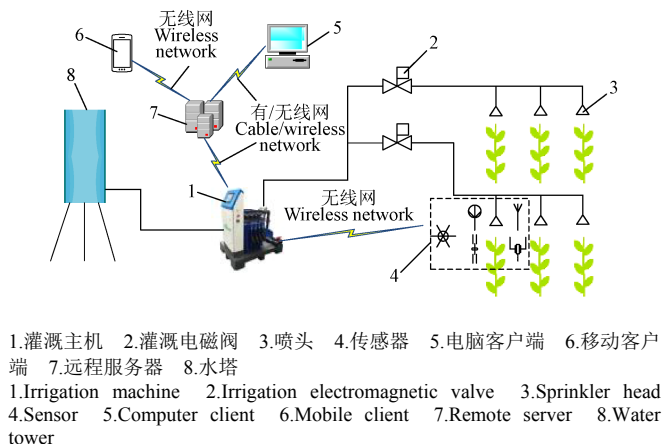 无线网
Wireless
network
6
5
2
8
3
7
有/无线网
Cable/wireless
network
1
无线网
Wireless network
4
1.灌溉主机 2.灌溉电磁阀 3.喷头 4.传感器 5.电脑客户端 6.移动客户
端 7.远程服务器 8.水塔
1.Irrigation machine 2.Irrigation electromagnetic valve 3.Sprinkler head
4.Sensor 5.Computer client 6.Mobile client 7.Remote server 8.Water
tower